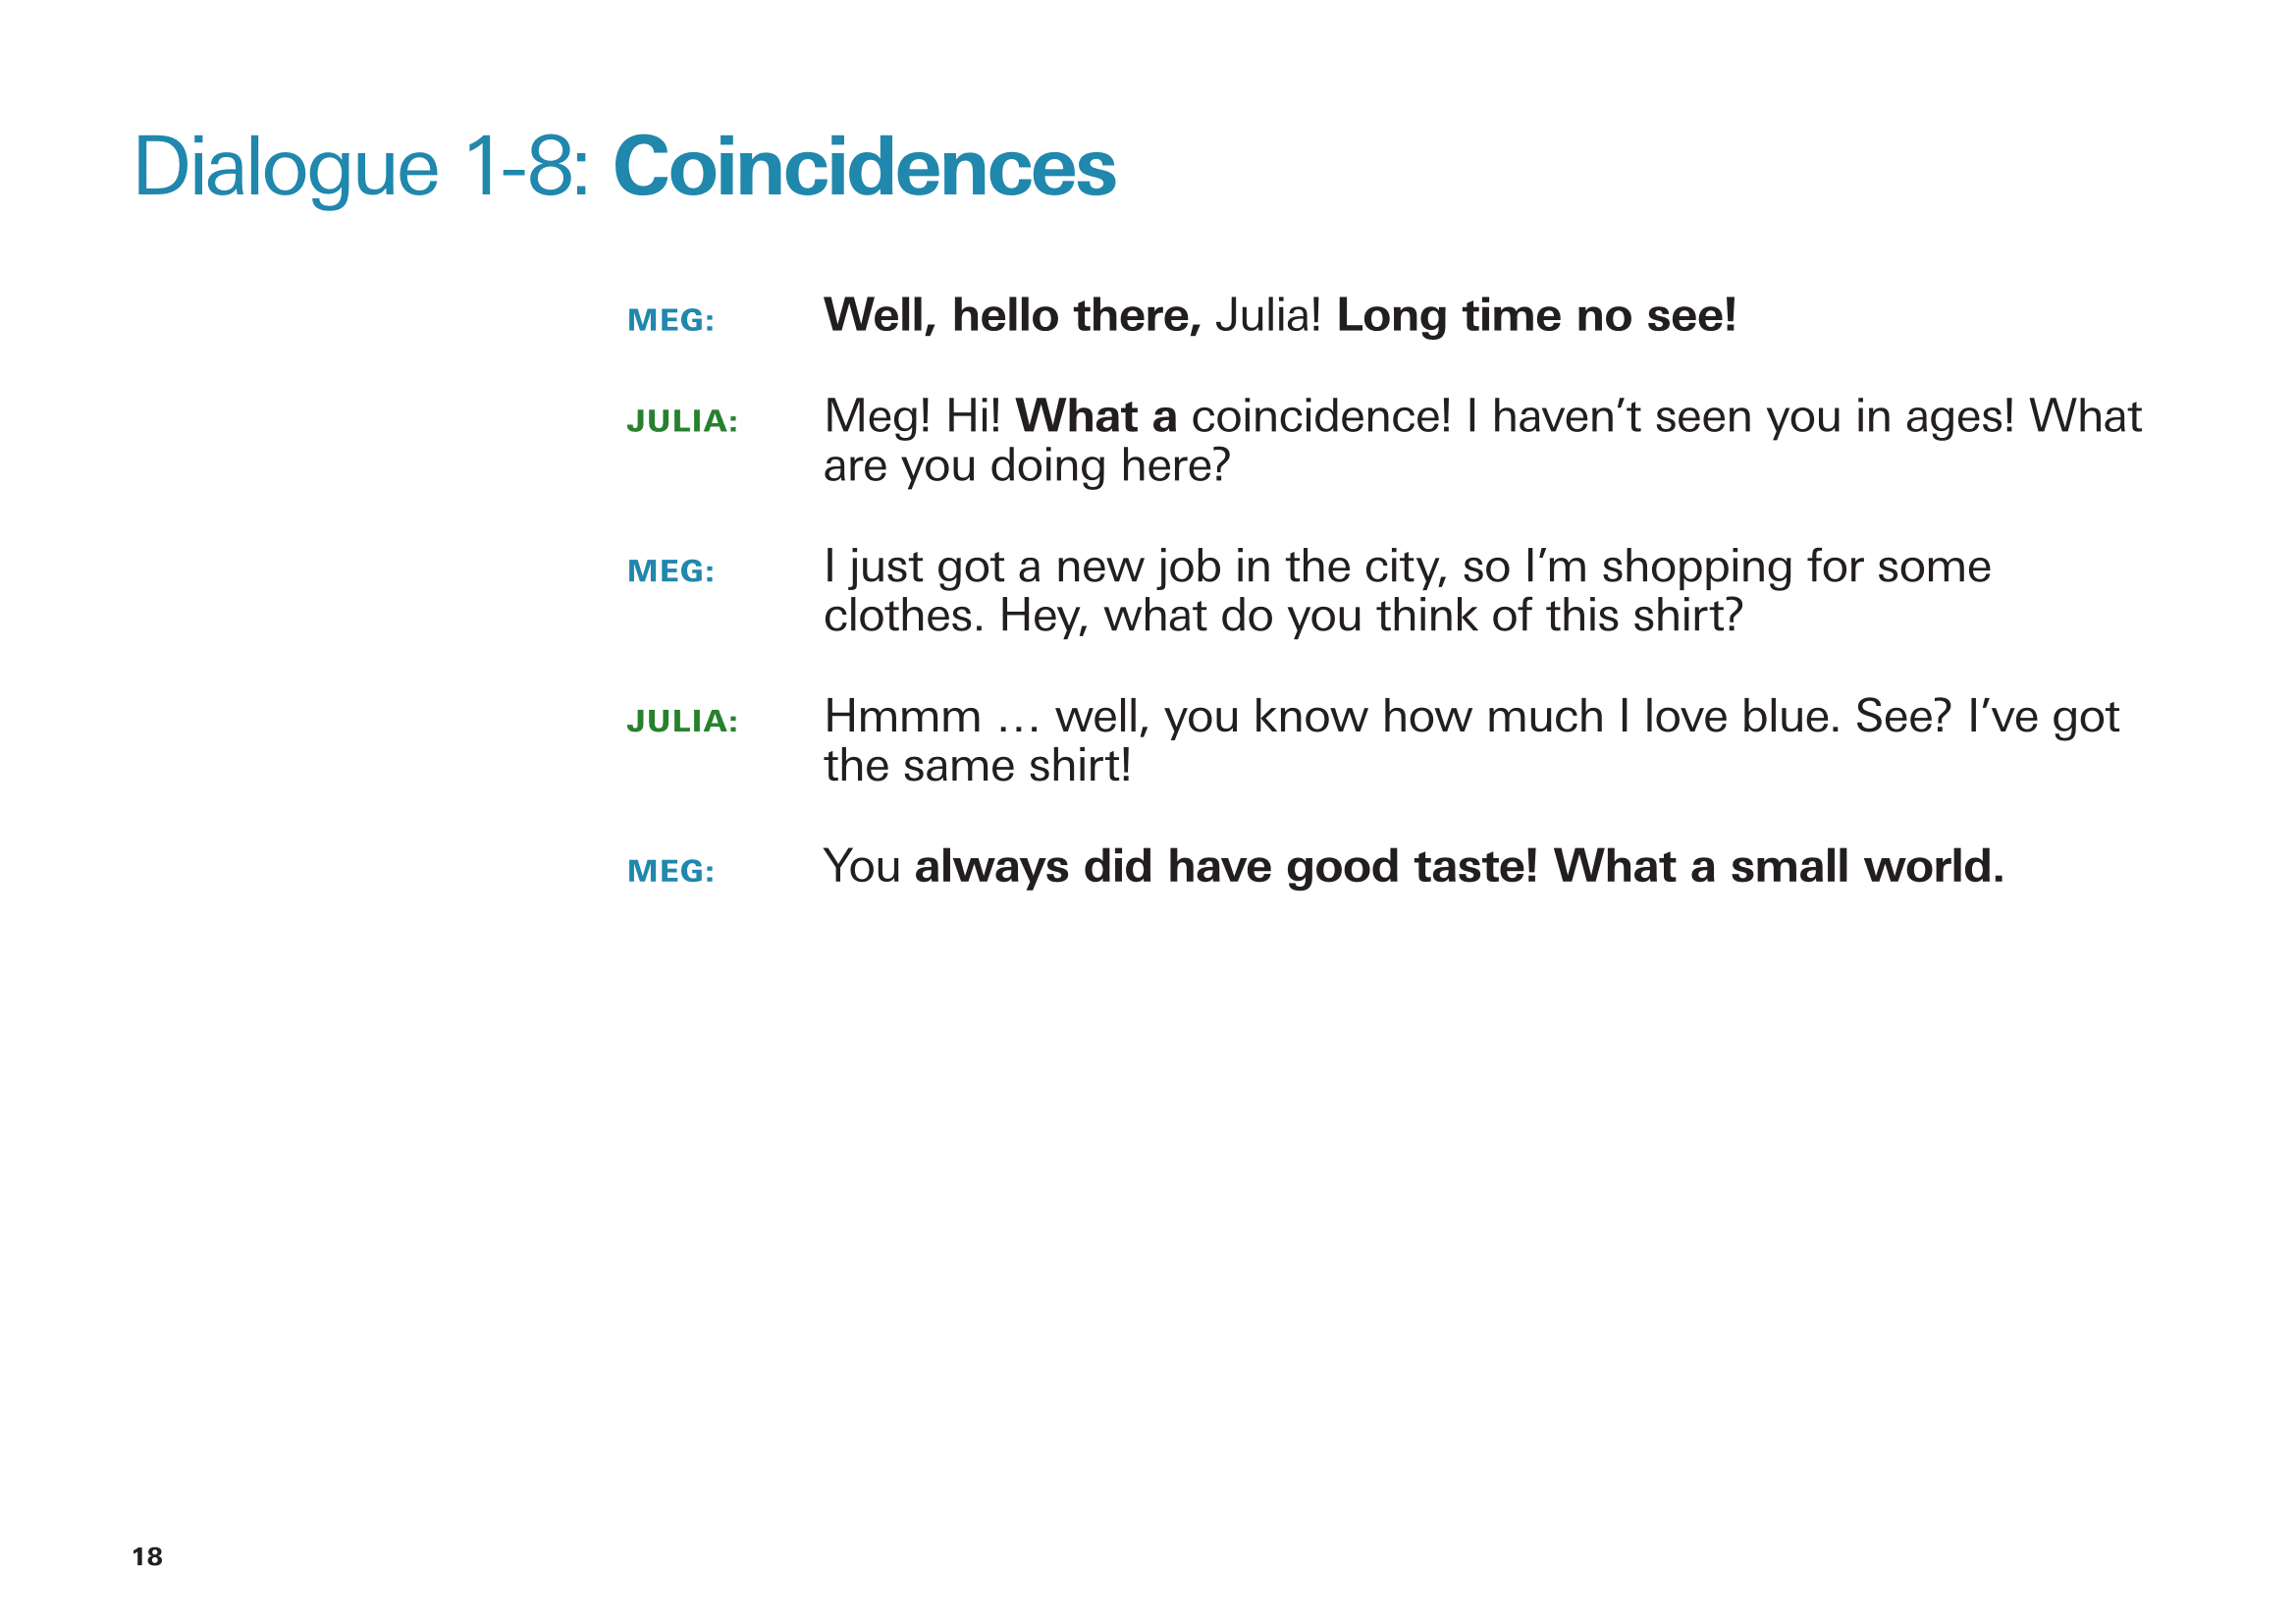 Dialogue 1-8: Coincidences
MEG: Well, hello there, Julia! Long time no see!
JULIA: Meg! Hi! What a coincidence! I haven’t seen you in ages! What
are you doing here?
MEG: I just got a new job in the city, so I’m shopping for some
clothes. Hey, what do you think of this shirt?
JULIA: Hmmm … well, you know how much I love blue. See? I’ve got
the same shirt!
MEG: You always did have good taste! What a small world.
18